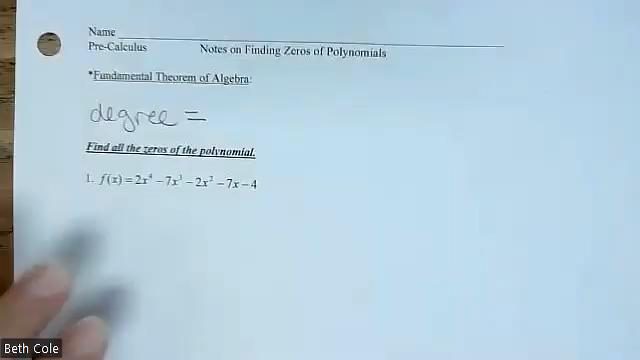 Name
Pre-Calculus Notes on Finding Zeros of Polynomials
*Fundamental Theorem of Algebra:
degree =
Find all the zeros of the polynomial.
1. f(x) = 2x⁴ − 7x³ − 2x² − 7x − 4
Beth Cole